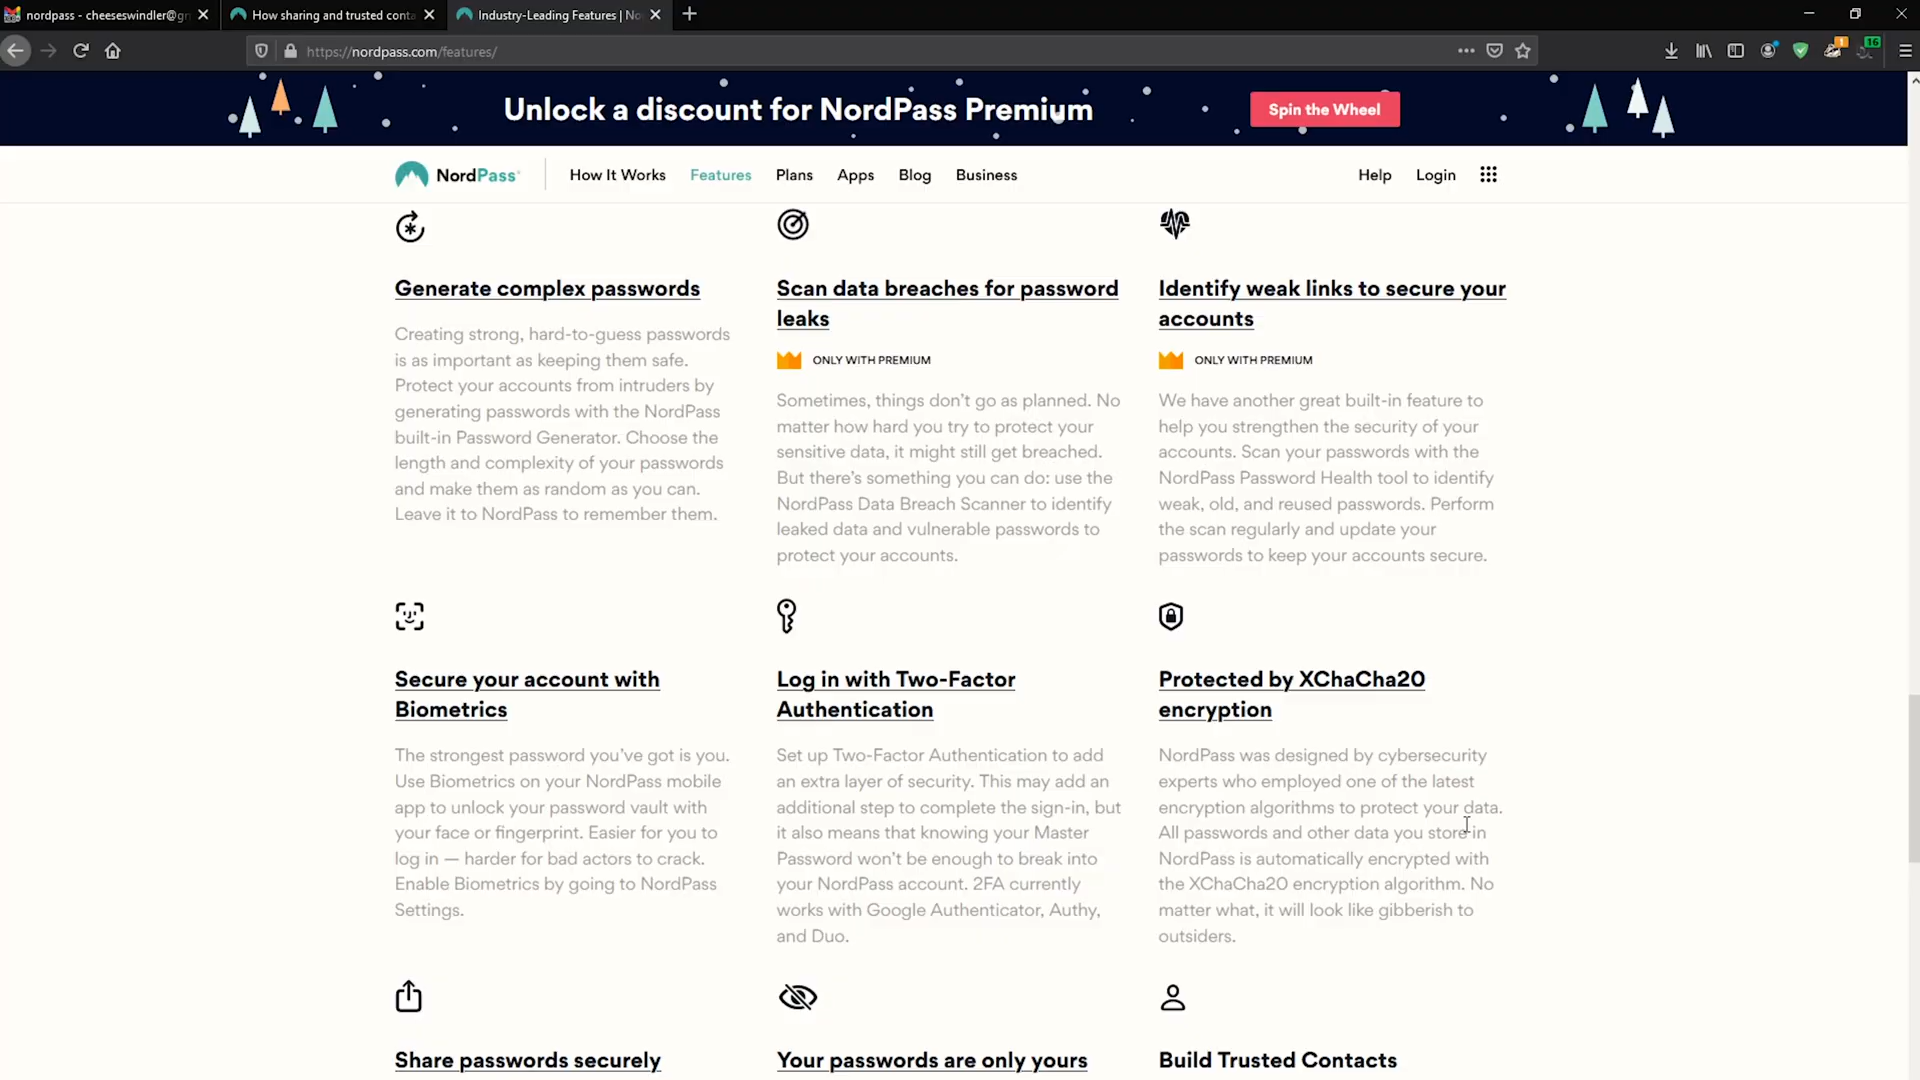 nordpass - cheeseswindler@gm
How sharing and trusted conta
Industry-Leading Features | No
https://nordpass.com/features/
1
16
Unlock a discount for NordPass Premium
Spin the Wheel
NordPass®
How It Works
Features
Plans
Apps
Blog
Business
Help
Login
Generate complex passwords
Creating strong, hard-to-guess passwords
is as important as keeping them safe.
Protect your accounts from intruders by
generating passwords with the NordPass
built-in Password Generator. Choose the
length and complexity of your passwords
and make them as random as you can.
Leave it to NordPass to remember them.
Scan data breaches for password
leaks
ONLY WITH PREMIUM
Sometimes, things don't go as planned. No
matter how hard you try to protect your
sensitive data, it might still get breached.
But there's something you can do: use the
NordPass Data Breach Scanner to identify
leaked data and vulnerable passwords to
protect your accounts.
Identify weak links to secure your
accounts
ONLY WITH PREMIUM
We have another great built-in feature to
help you strengthen the security of your
accounts. Scan your passwords with the
NordPass Password Health tool to identify
weak, old, and reused passwords. Perform
the scan regularly and update your
passwords to keep your accounts secure.
Secure your account with
Biometrics
The strongest password you've got is you.
Use Biometrics on your NordPass mobile
app to unlock your password vault with
your face or fingerprint. Easier for you to
log in — harder for bad actors to crack.
Enable Biometrics by going to NordPass
Settings.
Log in with Two-Factor
Authentication
Set up Two-Factor Authentication to add
an extra layer of security. This may add an
additional step to complete the sign-in, but
it also means that knowing your Master
Password won't be enough to break into
your NordPass account. 2FA currently
works with Google Authenticator, Authy,
and Duo.
Protected by XChaCha20
encryption
NordPass was designed by cybersecurity
experts who employed one of the latest
encryption algorithms to protect your data.
All passwords and other data you store in
NordPass is automatically encrypted with
the XChaCha20 encryption algorithm. No
matter what, it will look like gibberish to
outsiders.
Share passwords securely
Your passwords are only yours
Build Trusted Contacts